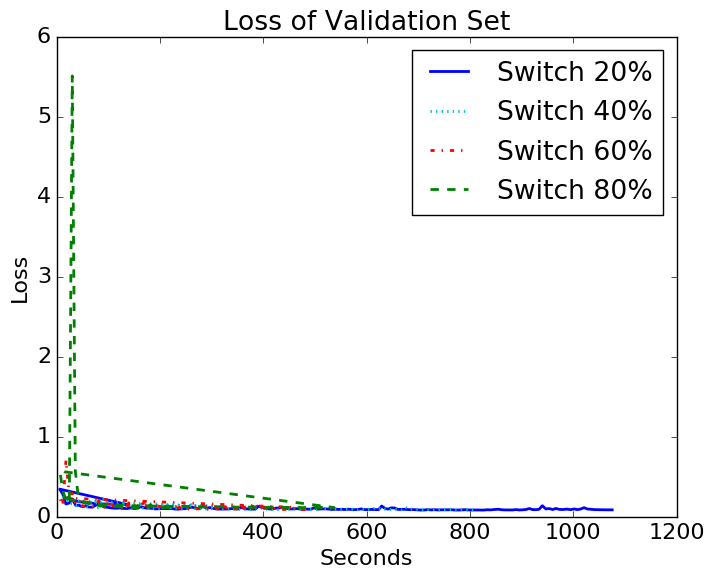 Loss of Validation Set
6
5
4
3
2
1
0
Loss
Switch 20%
Switch 40%
Switch 60%
Switch 80%
0 200 400 600 800 1000 1200
Seconds